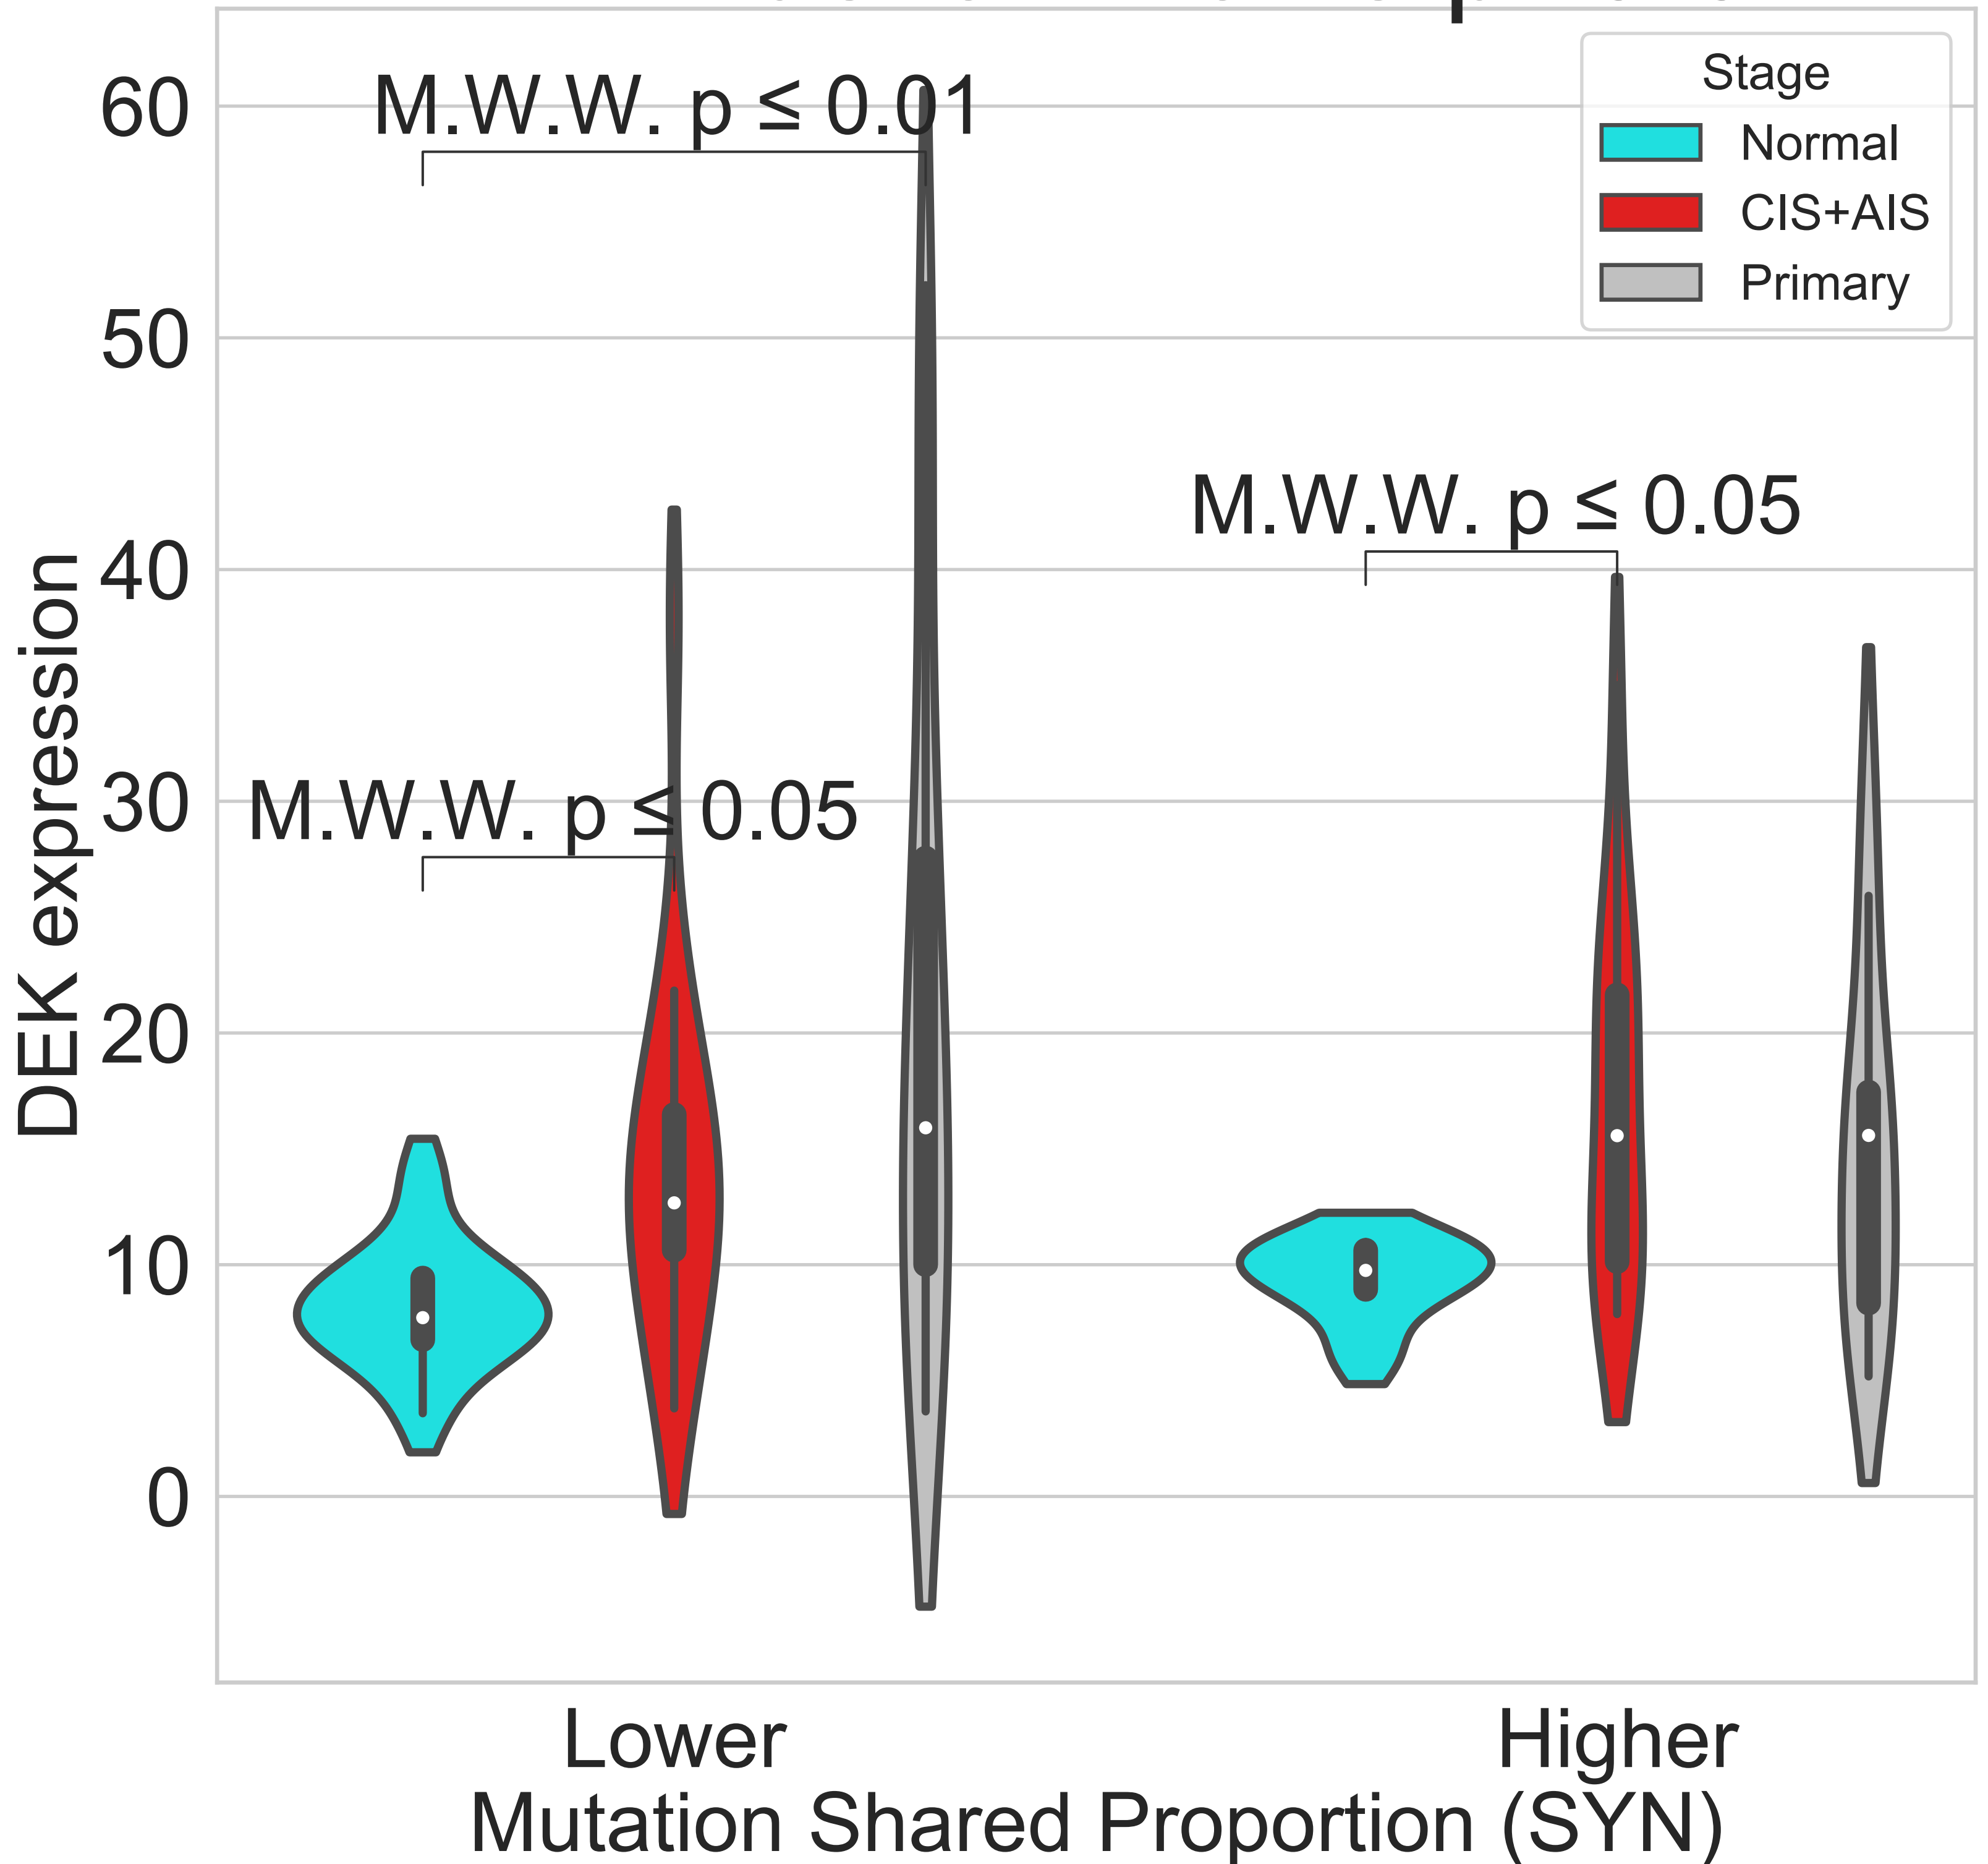 Stage
Normal
CIS+AIS
Primary
M.W.W. p ≤ 0.01
M.W.W. p ≤ 0.05
M.W.W. p ≤ 0.05
60
50
40
30
20
10
0
DEK expression
Lower
Higher
Mutation Shared Proportion (SYN)